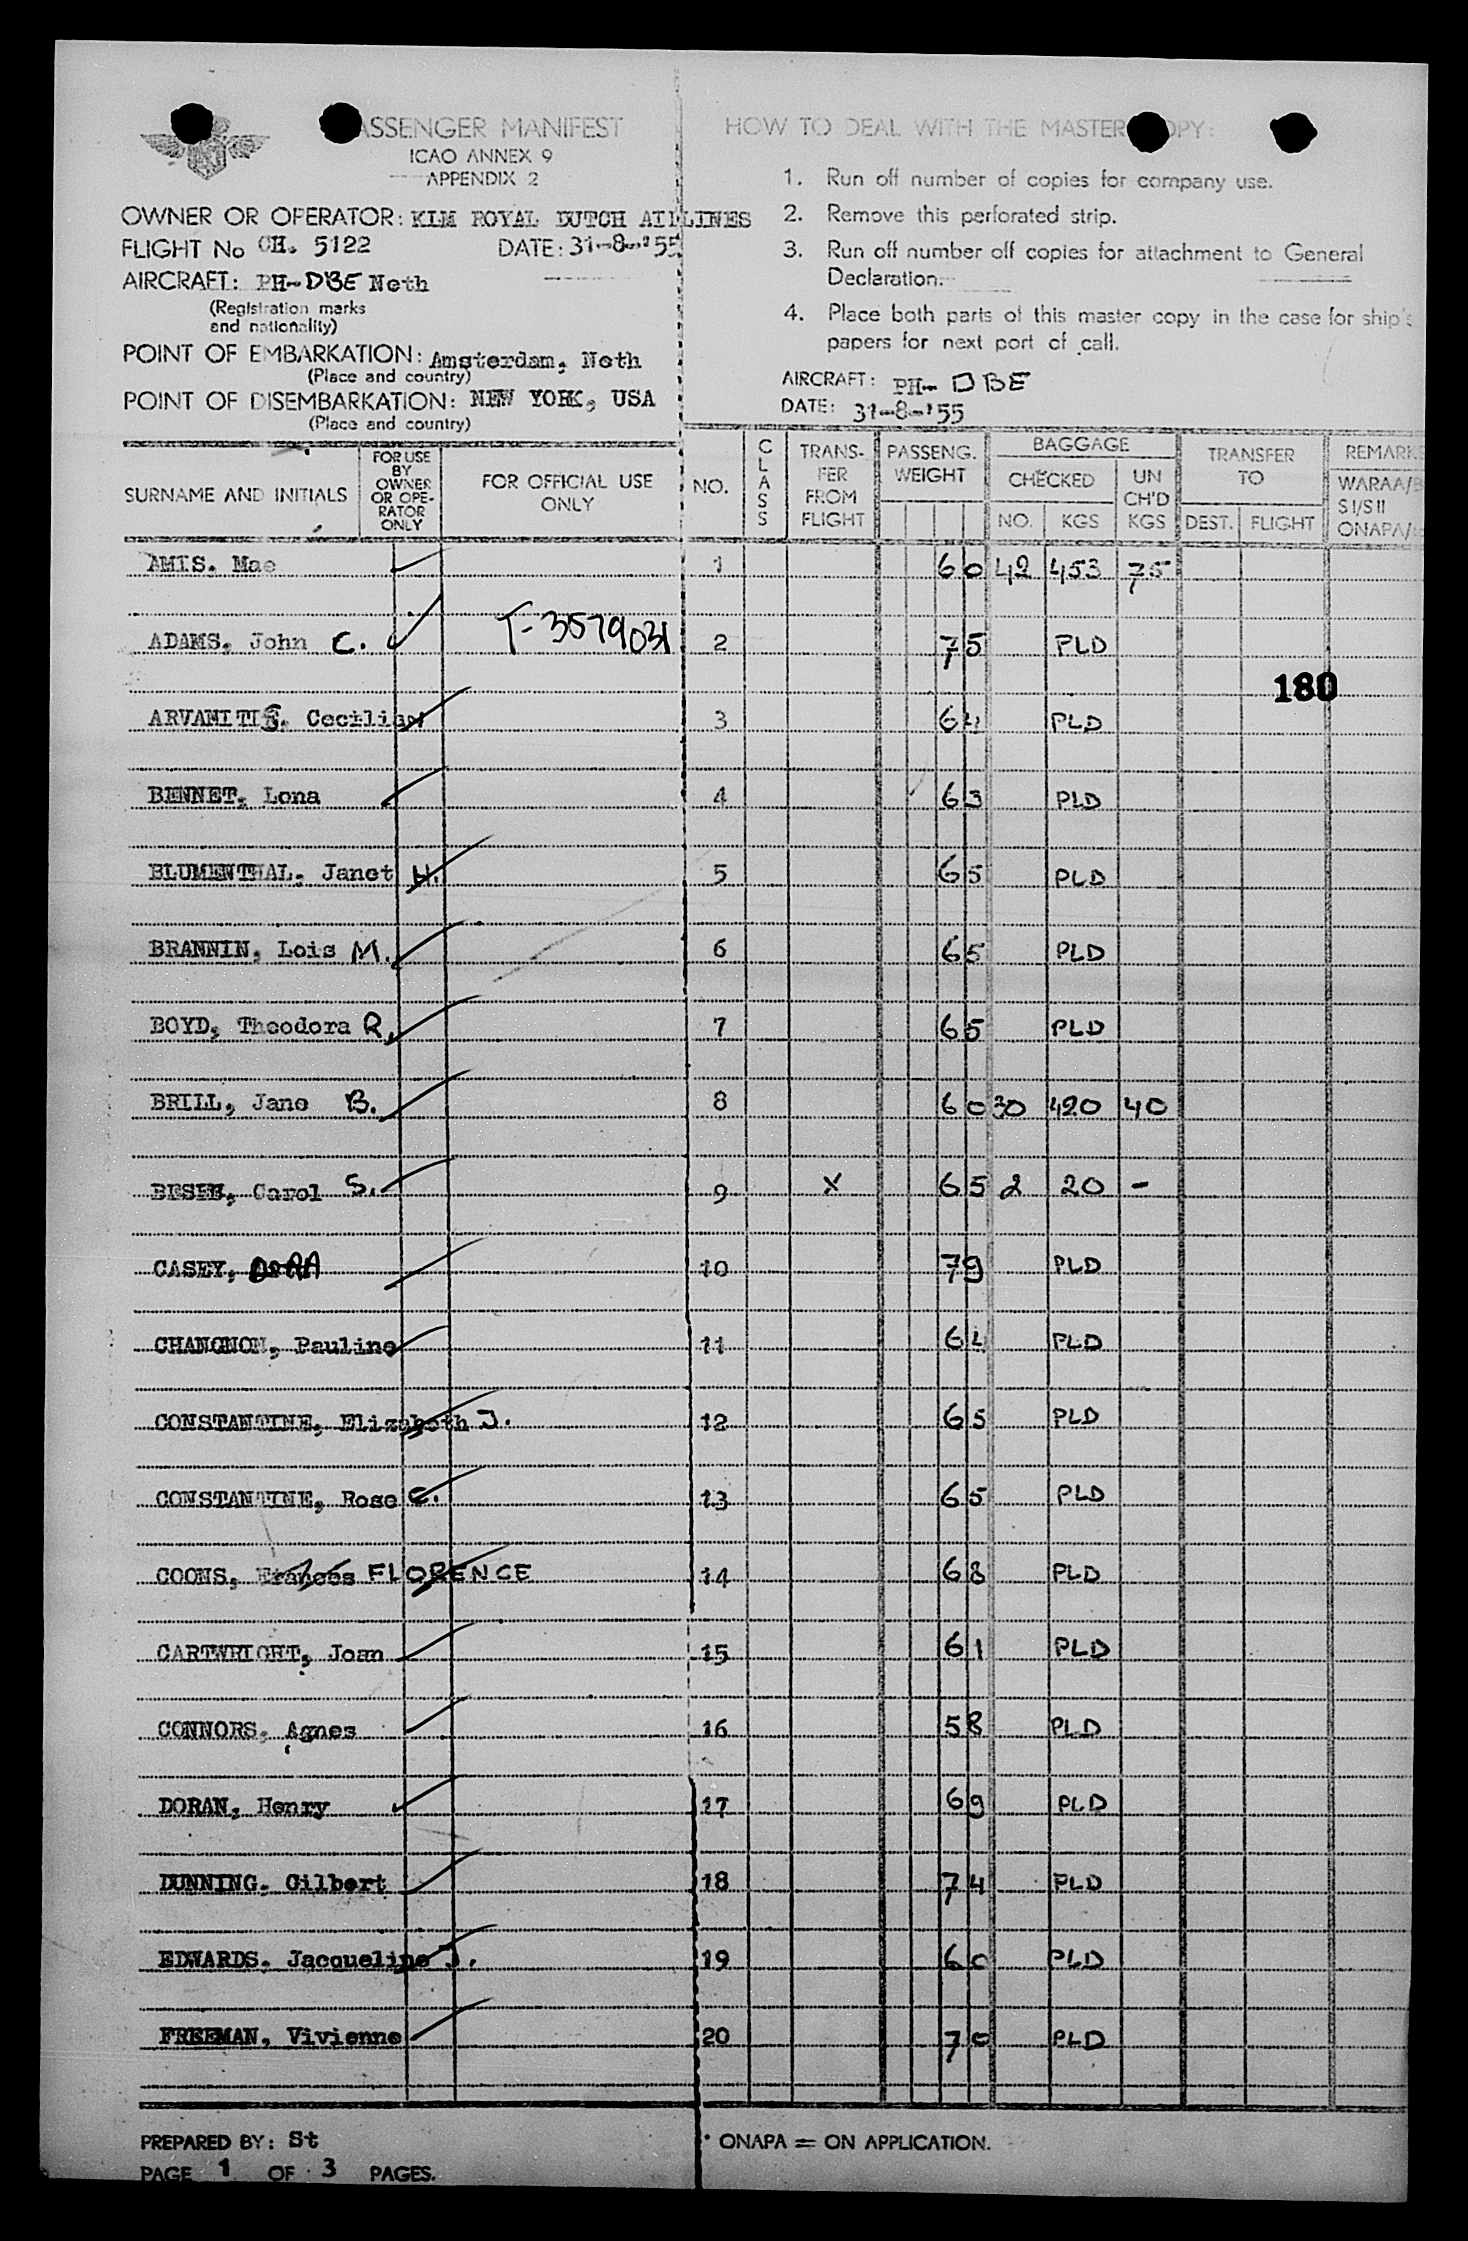 PASSENGER MANIFEST
ICAO ANNEX 9
APPENDIX 2
OWNER OR OPERATOR: KLM ROYAL DUTCH AIRLINES
FLIGHT No CH. 5122 DATE: 31-8-'55
AIRCRAFT: PH-DBE Neth
(Registration marks
and nationality)
POINT OF EMBARKATION: Amsterdam, Neth
(Place and country)
POINT OF DISEMBARKATION: NEW YORK, USA
(Place and country)
HOW TO DEAL WITH THE MASTER COPY:
1. Run off number of copies for company use.
2. Remove this perforated strip.
3. Run off number off copies for attachment to General
Declaration.
4. Place both parts of this master copy in the case for ship's
papers for next port of call.
AIRCRAFT: PH-DBE
DATE: 31-8-'55
SURNAME AND INITIALS FOR USE BY OWNER OR OPE-RATOR ONLY FOR OFFICIAL USE ONLY NO. CLASS TRANS-FER FROM FLIGHT PASSENG. WEIGHT BAGGAGE CHECKED NO. KGS UN CH'D KGS TRANSFER TO DEST. FLIGHT REMARKS WARAA/ SI/SII ONAPA/
AMIS. Mae 1 60 42 453 75
ADAMS. John C. T-3579031 2 75 PLD
180
ARVANITIS. Cecilian 3 64 PLD
BENNET. Lona 4 63 PLD
BLUMENTHAL. Janet H. 5 65 PLD
BRANNIN, Lois M. 6 65 PLD
BOYD, Theodora R. 7 65 PLD
BRILL, Jane B. 8 60 30 420 40
Carol S. 9 X 65 2 20 -
CASEY, DORA 10 79 PLD
CHANGNON, Pauline 11 64 PLD
CONSTANTINE, Elizabeth J. 12 65 PLD
CONSTANTINE, Rose C. 13 65 PLD
COONS, Frances FLORENCE 14 68 PLD
CARTWRIGHT, Joan 15 61 PLD
CONNORS. Agnes 16 58 PLD
DORAN, Henry 17 69 PLD
DUNNING. Gilbert 18 74 PLD
EDWARDS. Jacqueline J. 19 60 PLD
FREEMAN, Vivienne 20 70 PLD
PREPARED BY: St
* ONAPA = ON APPLICATION.
PAGE 1 OF 3 PAGES.